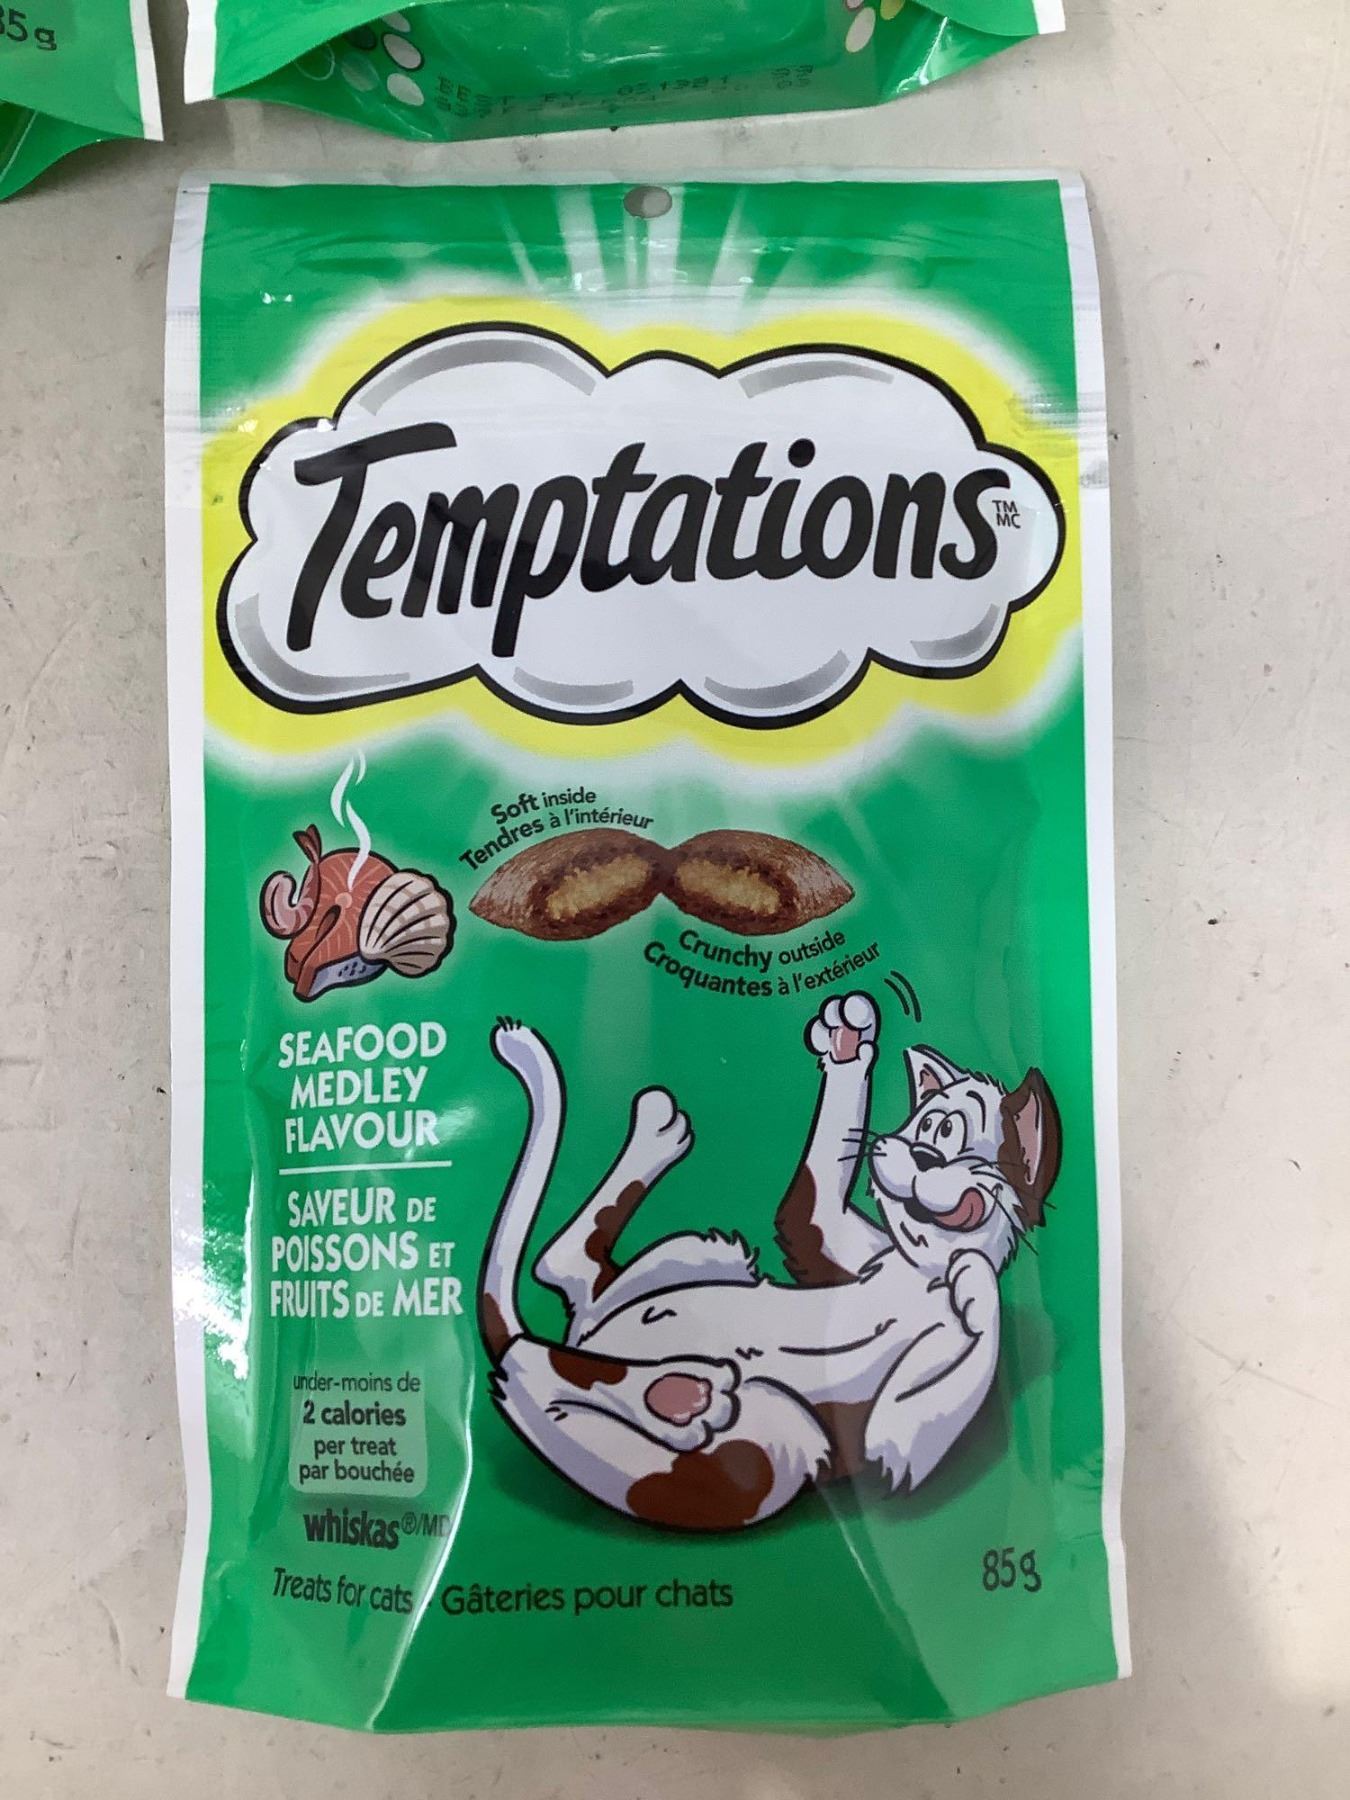 35g
Temptations
TM
MC
Soft inside
Tendres à l'intérieur
Crunchy outside
Croquantes à l'extérieur
SEAFOOD
MEDLEY
FLAVOUR
SAVEUR DE
POISSONS ET
FRUITS DE MER
under-moins de
2 calories
per treat
par bouchée
whiskas®/MD
Treats for cats / Gâteries pour chats
85g